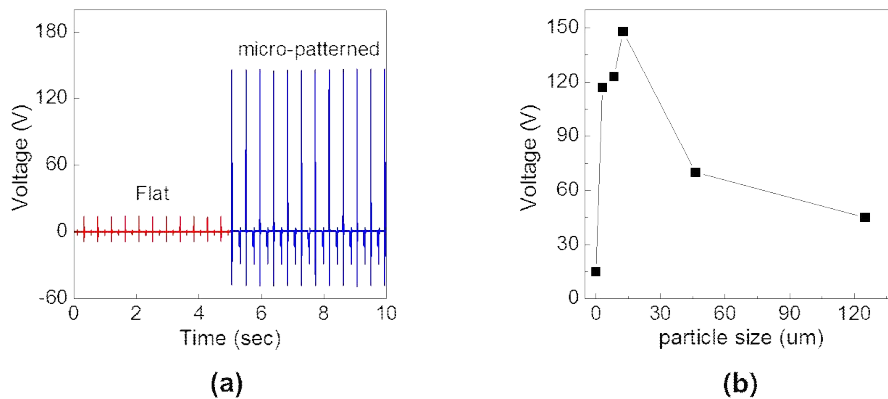 180
120
60
0
-60
Voltage (V)
micro-patterned
Flat
0 2 4 6 8 10
Time (sec)
(a)
150
120
90
60
30
0
Voltage (V)
0 30 60 90 120
particle size (um)
(b)